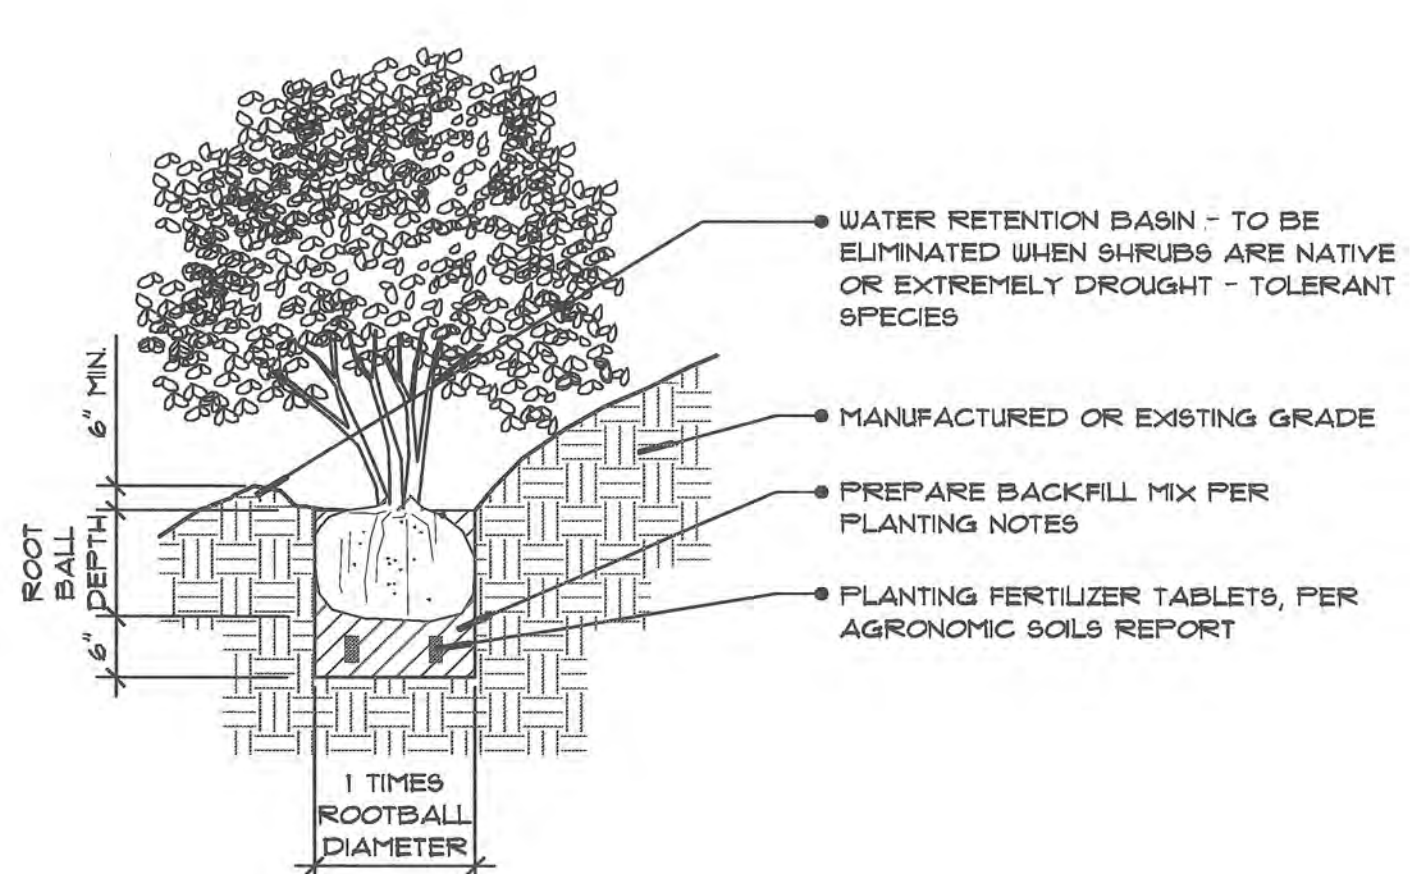 WATER RETENTION BASIN - TO BE
ELIMINATED WHEN SHRUBS ARE NATIVE
OR EXTREMELY DROUGHT - TOLERANT
SPECIES
MANUFACTURED OR EXISTING GRADE
PREPARE BACKFILL MIX PER
PLANTING NOTES
PLANTING FERTILIZER TABLETS, PER
AGRONOMIC SOILS REPORT
6" MIN.
ROOT
BALL
DEPTH
6"
1 TIMES
ROOTBALL
DIAMETER